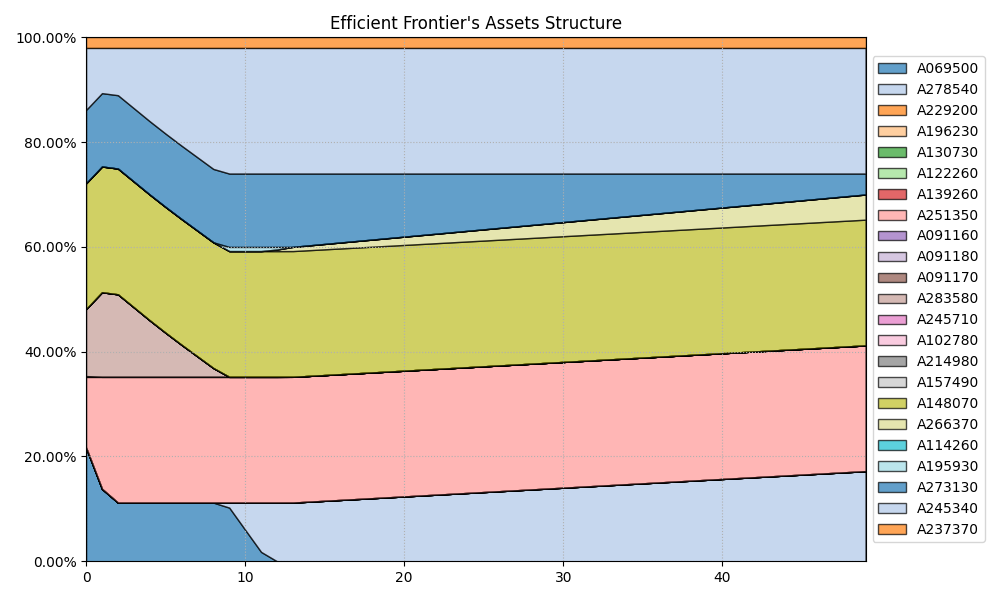 Efficient Frontier's Assets Structure
100.00%
80.00%
60.00%
40.00%
20.00%
0.00%
0
10
20
30
40
A069500
A278540
A229200
A196230
A130730
A122260
A139260
A251350
A091160
A091180
A091170
A283580
A245710
A102780
A214980
A157490
A148070
A266370
A114260
A195930
A273130
A245340
A237370